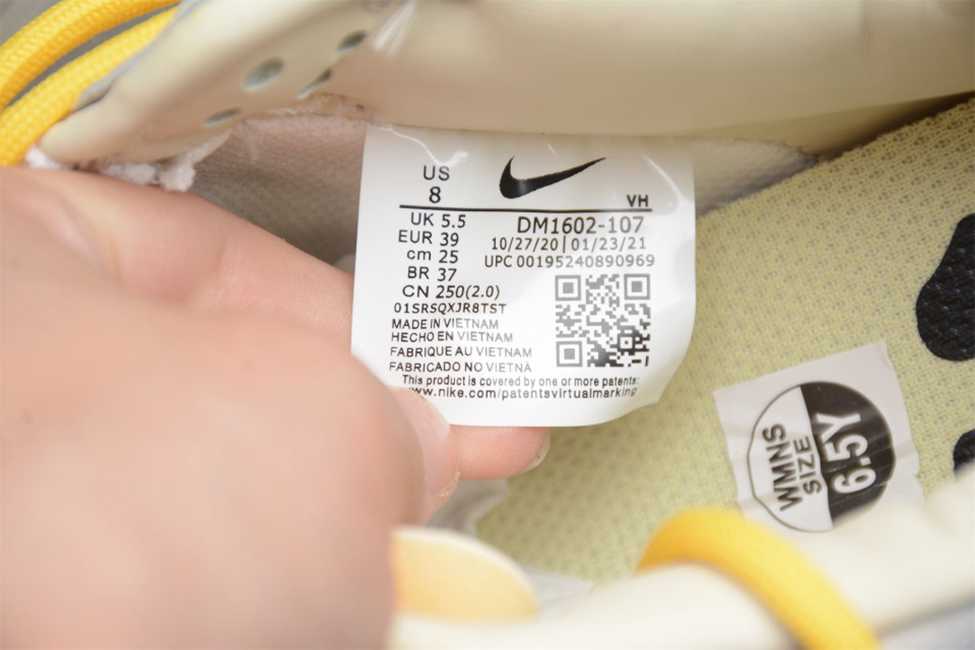 US
8
VH
UK 5.5
EUR 39
cm 25
BR 37
CN 250(2.0)
DM1602-107
10/27/20 | 01/23/21
UPC 00195240890969
01SRSQXJR8TST
MADE IN VIETNAM
HECHO EN VIETNAM
FABRIQUE AU VIETNAM
FABRICADO NO VIETNA
This product is covered by one or more patents:
www.nike.com/patentsvirtualmarking
WMNS
SIZE
6.5Y